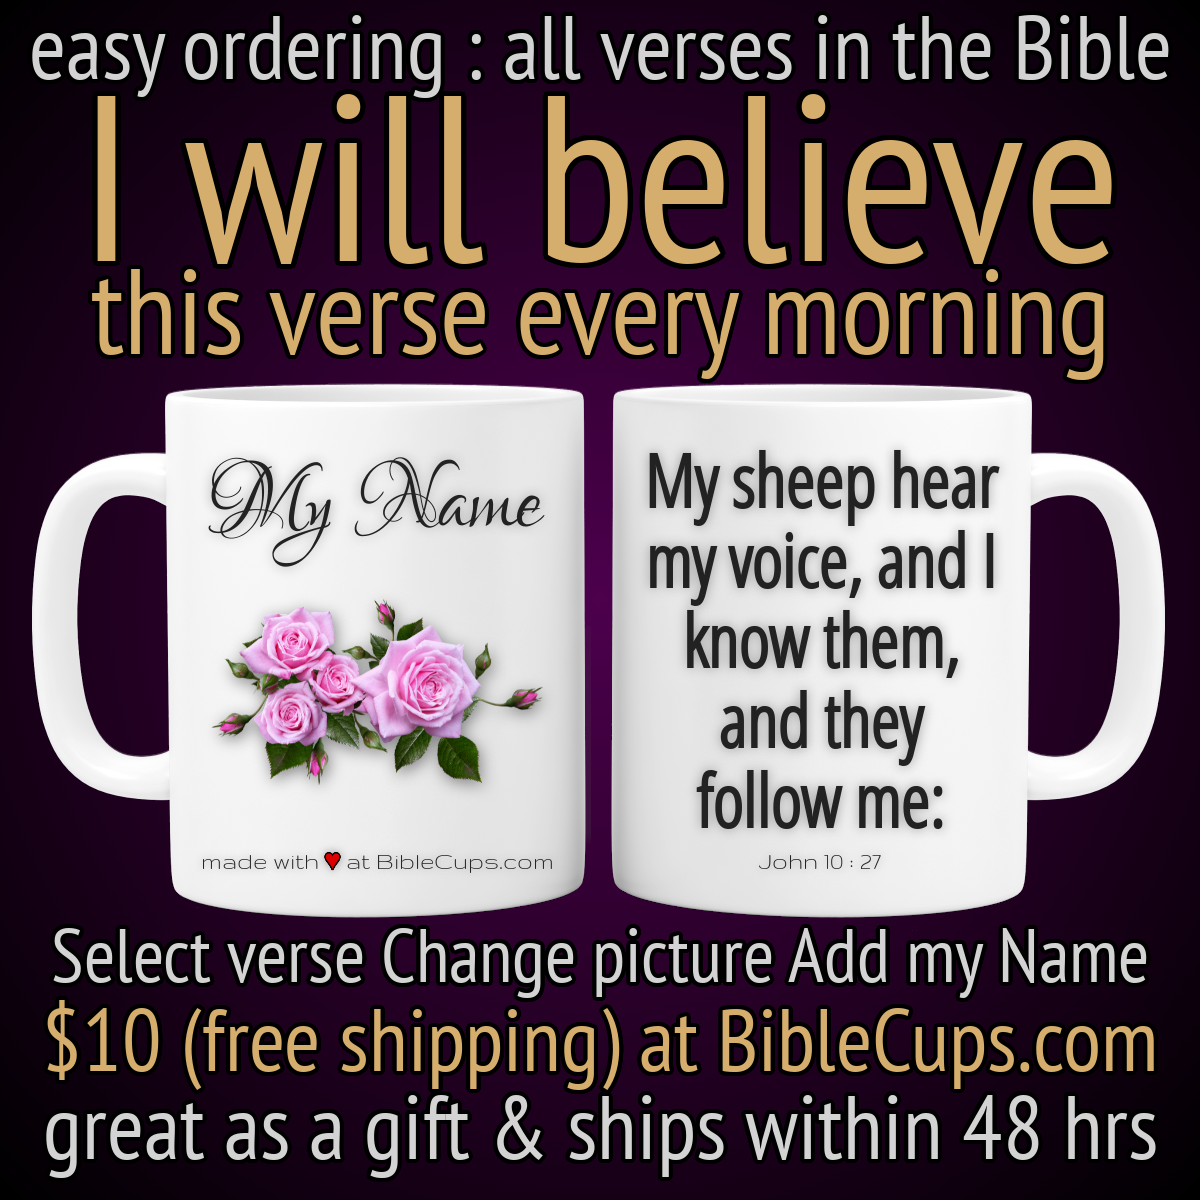 easy ordering : all verses in the Bible
I will believe
this verse every morning
My Name
made with ♥ at BibleCups.com
My sheep hear
my voice, and I
know them,
and they
follow me:
John 10 : 27
Select verse Change picture Add my Name
$10 (free shipping) at BibleCups.com
great as a gift & ships within 48 hrs